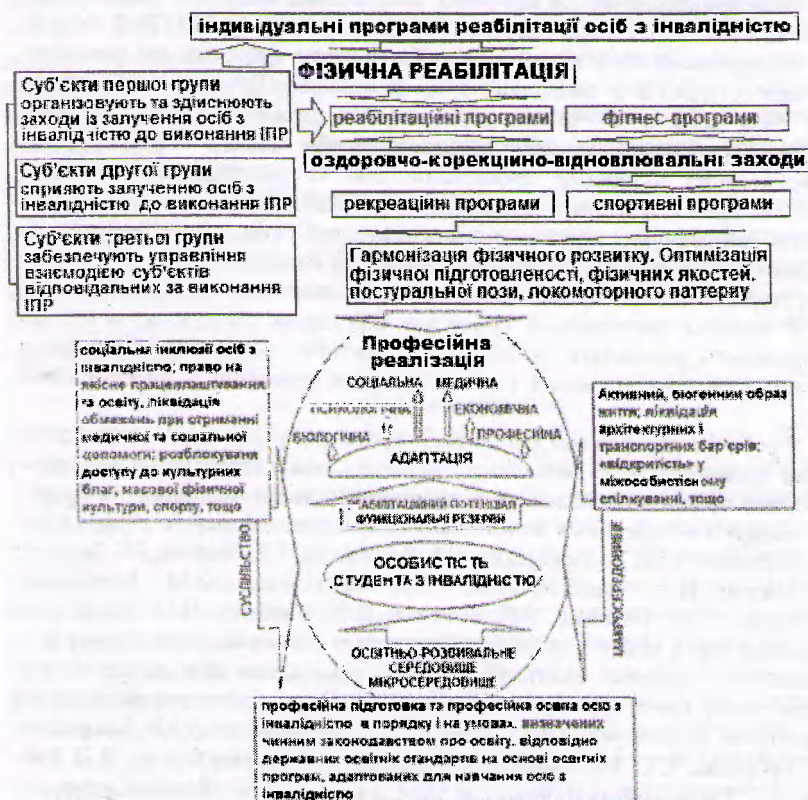 індивідуальні програми реабілітації осіб з інвалідністю
ФІЗИЧНА РЕАБІЛІТАЦІЯ
Суб'єкти першої групи
організовують та здійснюють
заходи із залучення осіб з
інвалідністю до виконання ІПР
реабілітаційні програми
фітнес-програми
оздоровчо-корекційно-відновлювальні заходи
Суб'єкти другої групи
сприяють залученню осіб з
інвалідністю до виконання ІПР
рекреаційні програми
спортивні програми
Суб'єкти третьої групи
забезпечують управління
взаємодією суб'єктів
відповідальних за виконання
ІПР
Гармонізація фізичного розвитку. Оптимізація
фізичної підготовленості, фізичних якостей,
постуральної пози, локомоторного паттерну
Професійна
реалізація
соціальна інклюзії осіб з
інвалідністю; право на
якісне працевлаштування
та освіту, ліквідація
обмежень при отриманні
медичної та соціальної
допомоги; розблокування
доступу до культурних
благ, масової фізичної
культури, спорту, тощо
СОЦІАЛЬНА МЕДИЧНА
ПСИХОЛОГІЧНА ЕКОНОМІЧНА
БІОЛОГІЧНА ПРОФЕСІЙНА
АДАПТАЦІЯ
Активний, біогенним образ
життя; ліквідація
архітектурних і
транспортних бар'єрів;
«відкритість» у
міжособистісному
спілкуванні, тощо
РЕАБІЛІТАЦІЙНИЙ ПОТЕНЦІАЛ
ФУНКЦІОНАЛЬНІ РЕЗЕРВИ
СУСПІЛЬСТВО
МАКРОСЕРЕДОВИЩЕ
ОСОБИСТІСТЬ
СТУДЕНТА З ІНВАЛІДНІСТЮ
ОСВІТНЬО-РОЗВИВАЛЬНЕ
СЕРЕДОВИЩЕ
МІКРОСЕРЕДОВИЩЕ
професійна підготовка та професійна освіта осіб з
інвалідністю в порядку і на умовах, визначених
чинним законодавством про освіту, відповідно
державних освітніх стандартів на основі освітніх
програм, адаптованих для навчання осіб з
інвалідністю